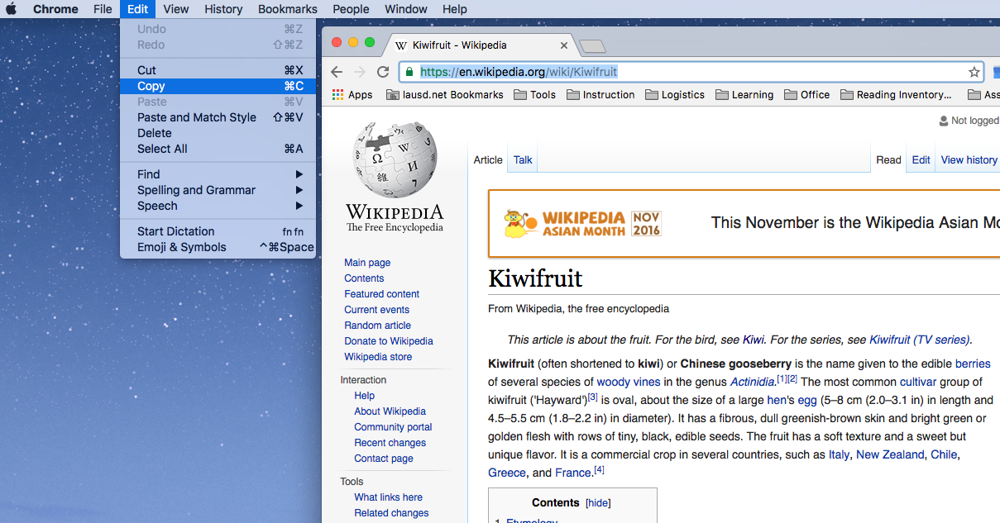 Chrome File Edit View History Bookmarks People Window Help
Undo ⌘Z
Redo ⇧⌘Z
Cut ⌘X
Copy ⌘C
Paste ⌘V
Paste and Match Style ⇧⌘V
Delete
Select All ⌘A
Find
Spelling and Grammar
Speech
Start Dictation fn fn
Emoji & Symbols ^⌘Space
Kiwifruit - Wikipedia
https://en.wikipedia.org/wiki/Kiwifruit
Apps lausd.net Bookmarks Tools Instruction Logistics Learning Office Reading Inventory... Ass
Not logged
WIKIPEDIA
The Free Encyclopedia
Main page
Contents
Featured content
Current events
Random article
Donate to Wikipedia
Wikipedia store
Interaction
Help
About Wikipedia
Community portal
Recent changes
Contact page
Tools
What links here
Related changes
Article Talk Read Edit View history
WIKIPEDIA
ASIAN MONTH
NOV
2016
This November is the Wikipedia Asian Mo
Kiwifruit
From Wikipedia, the free encyclopedia
This article is about the fruit. For the bird, see Kiwi. For the series, see Kiwifruit (TV series).
Kiwifruit (often shortened to kiwi) or Chinese gooseberry is the name given to the edible berries
of several species of woody vines in the genus Actinidia.[1][2] The most common cultivar group of
kiwifruit ('Hayward')[3] is oval, about the size of a large hen's egg (5–8 cm (2.0–3.1 in) in length and
4.5–5.5 cm (1.8–2.2 in) in diameter). It has a fibrous, dull greenish-brown skin and bright green or
golden flesh with rows of tiny, black, edible seeds. The fruit has a soft texture and a sweet but
unique flavor. It is a commercial crop in several countries, such as Italy, New Zealand, Chile,
Greece, and France.[4]
Contents [hide]
1 Etymology